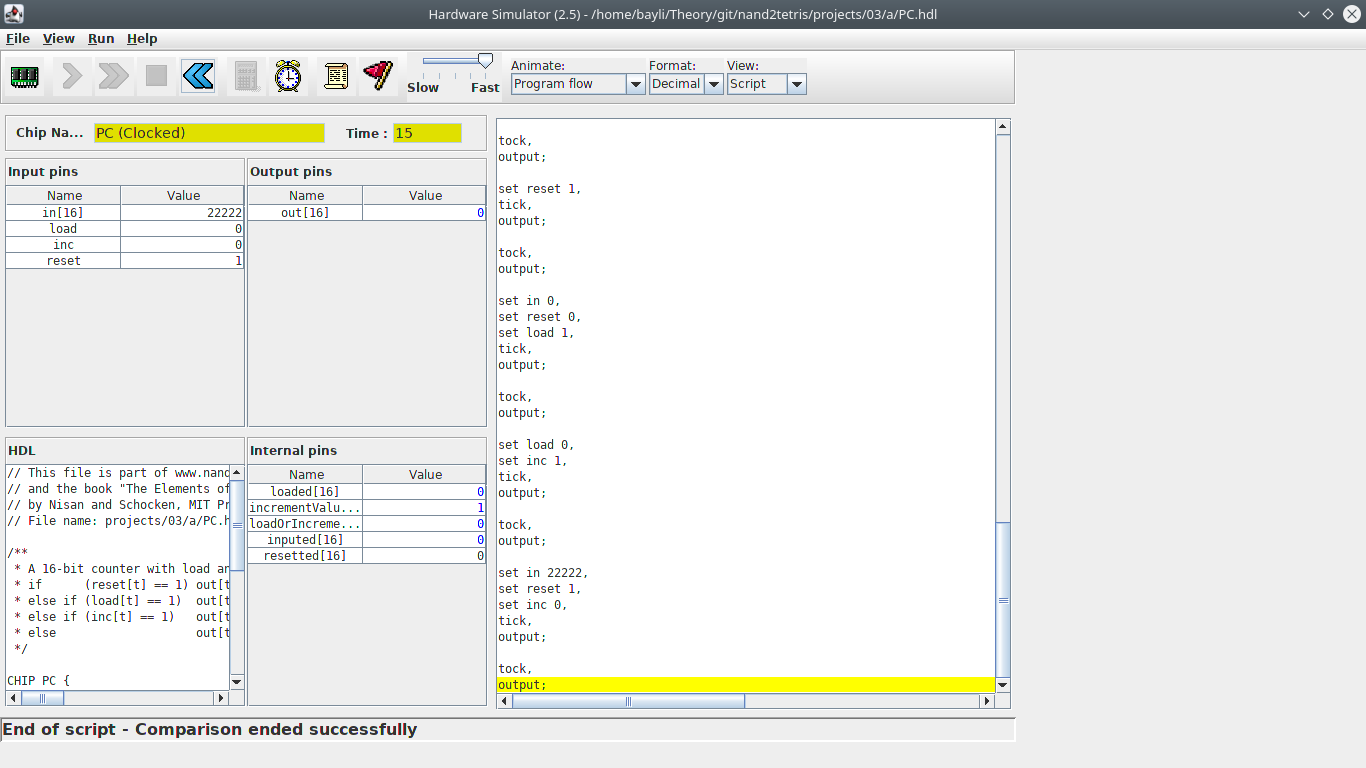 Hardware Simulator (2.5) - /home/bayli/Theory/git/nand2tetris/projects/03/a/PC.hdl
File View Run Help
Slow Fast
Animate: Format: View:
Program flow Decimal Script
Chip Na... PC (Clocked) Time : 15
Input pins
Name Value
in[16] 22222
load 0
inc 0
reset 1
Output pins
Name Value
out[16] 0
HDL
// This file is part of www.nand
// and the book "The Elements of
// by Nisan and Schocken, MIT Pr
// File name: projects/03/a/PC.h
/**
* A 16-bit counter with load an
* if (reset[t] == 1) out[t
* else if (load[t] == 1) out[t
* else if (inc[t] == 1) out[t
* else out[t
*/
CHIP PC {
Internal pins
Name Value
loaded[16] 0
incrementValu... 1
loadOrIncreme... 0
inputed[16] 0
resetted[16] 0
tock,
output;
set reset 1,
tick,
output;
tock,
output;
set in 0,
set reset 0,
set load 1,
tick,
output;
tock,
output;
set load 0,
set inc 1,
tick,
output;
tock,
output;
set in 22222,
set reset 1,
set inc 0,
tick,
output;
tock,
output;
End of script - Comparison ended successfully